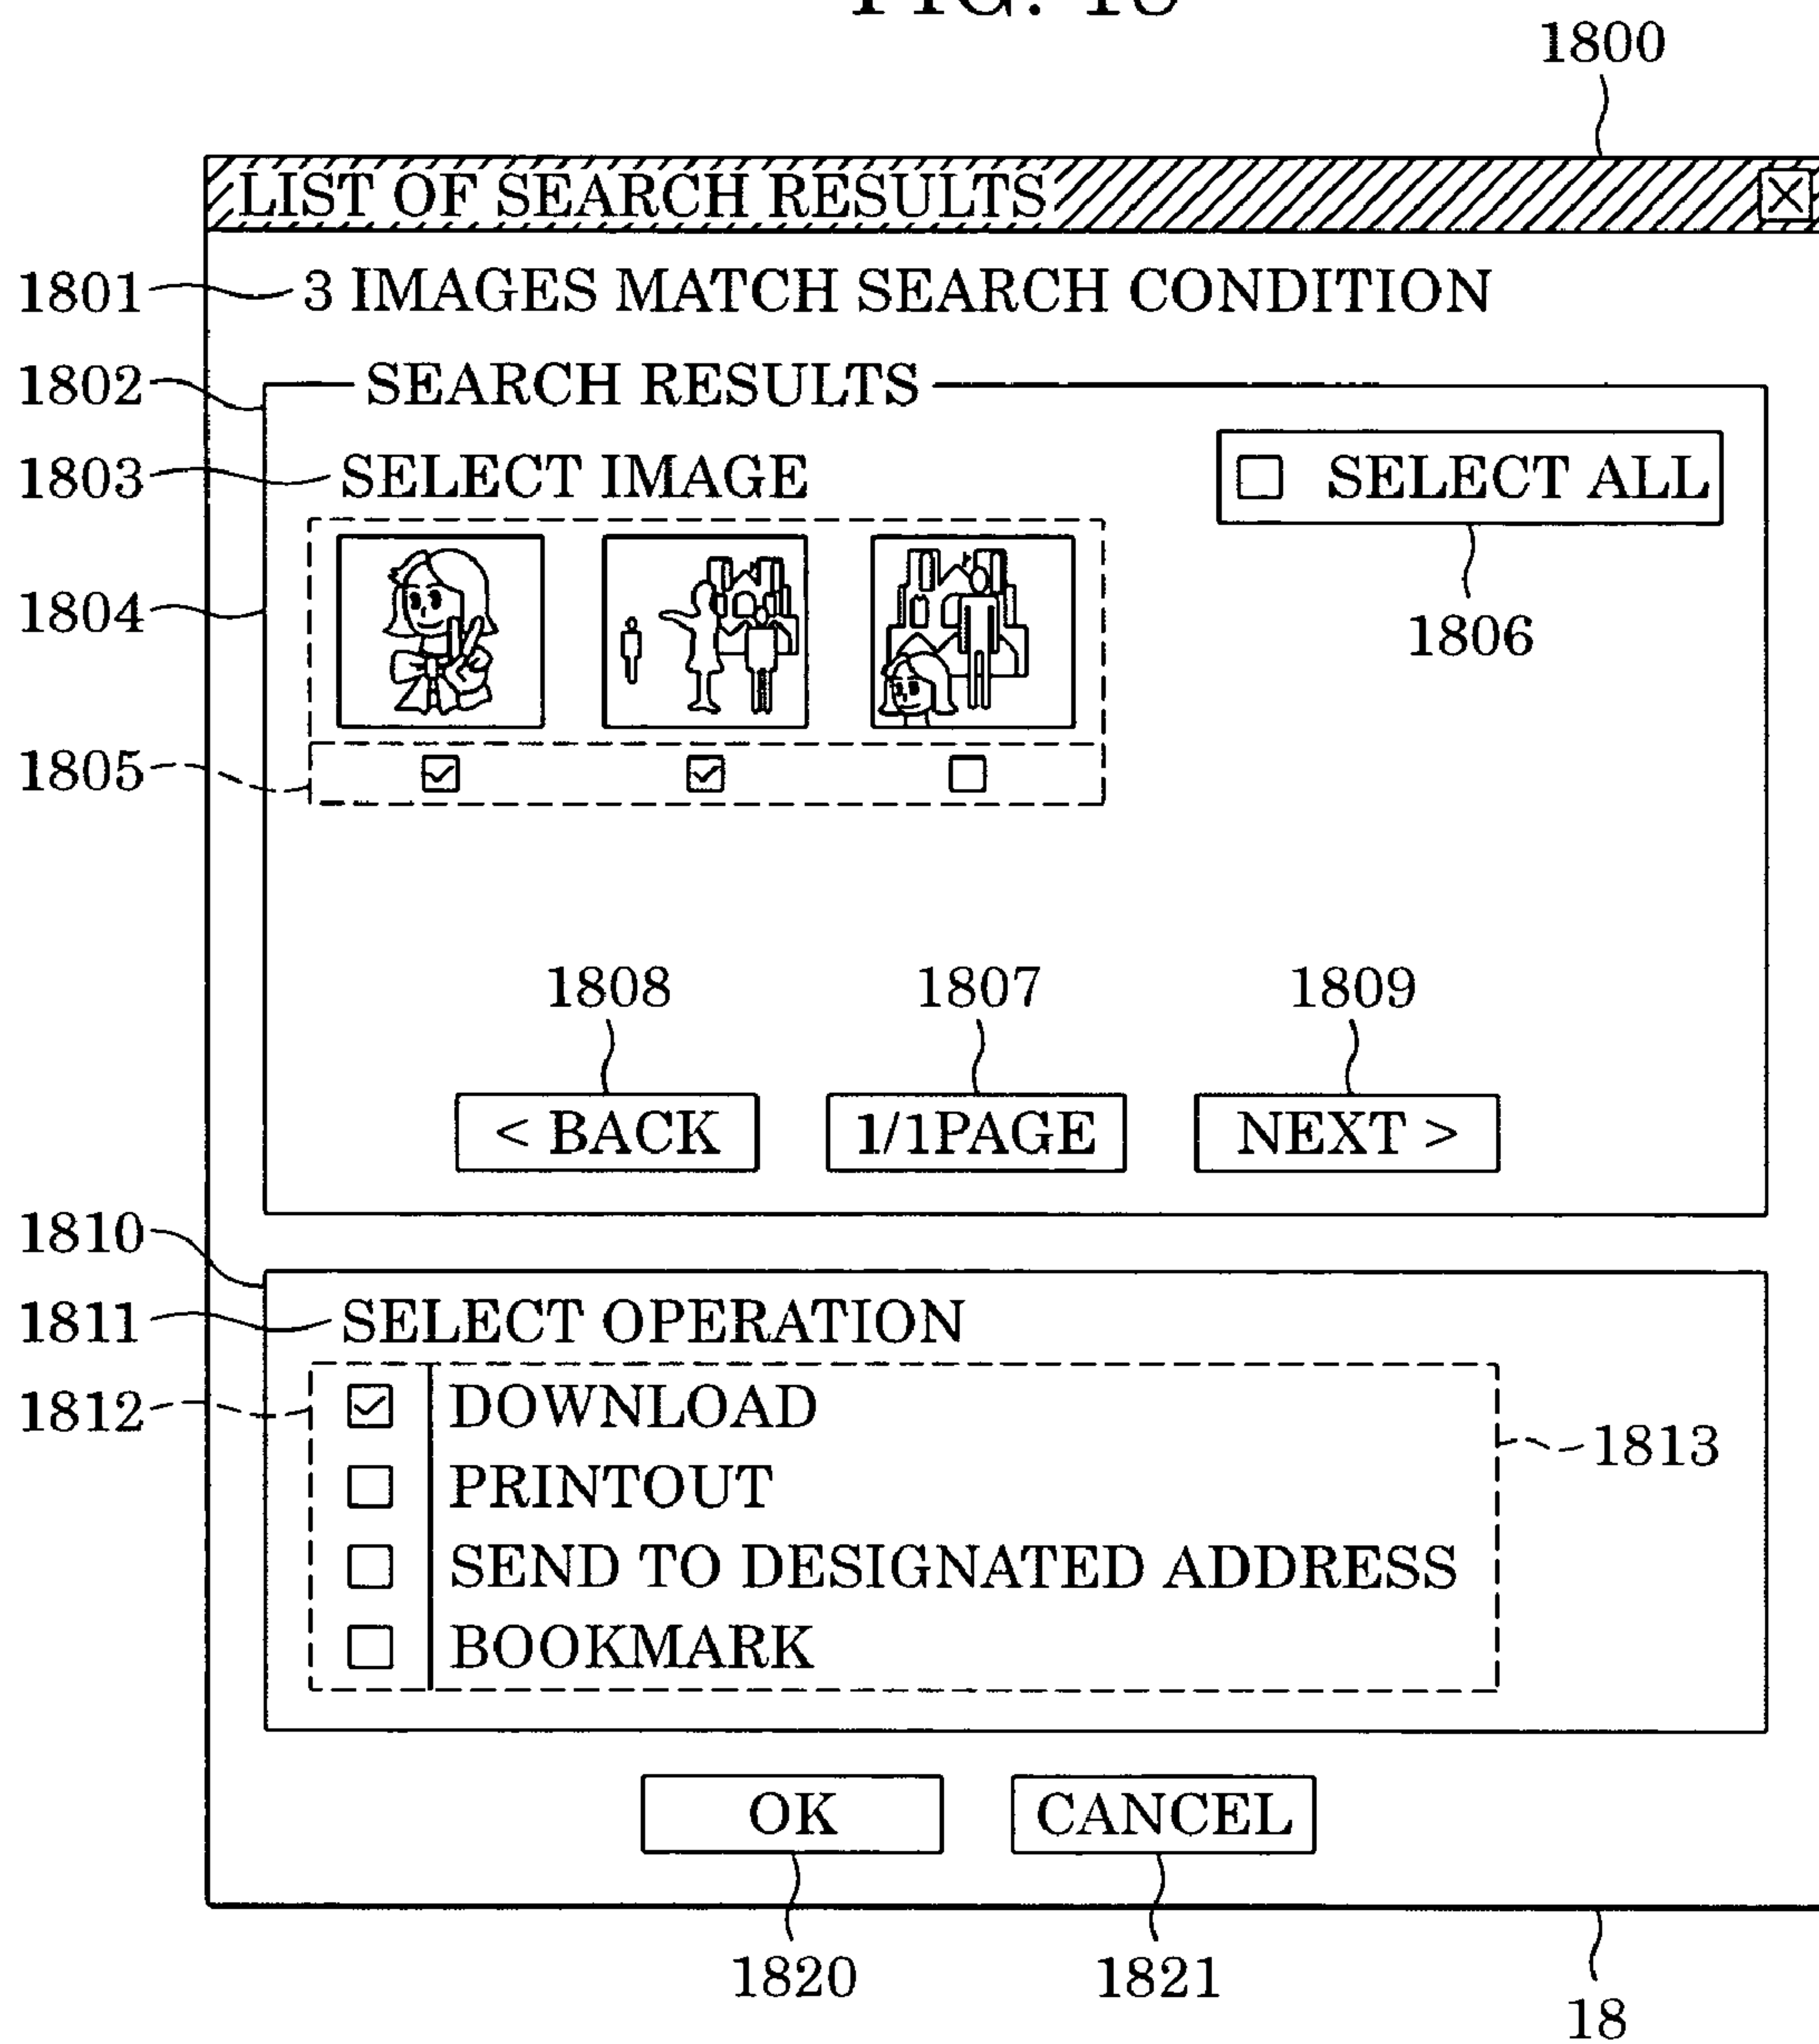 1800
LIST OF SEARCH RESULTS
1801 3 IMAGES MATCH SEARCH CONDITION
1802 SEARCH RESULTS
1803 SELECT IMAGE SELECT ALL
1804 1806
1805
1808 1807 1809
< BACK 1/1PAGE NEXT >
1810
1811 SELECT OPERATION
1812 DOWNLOAD
1813
PRINTOUT
SEND TO DESIGNATED ADDRESS
BOOKMARK
OK CANCEL
1820 1821
18